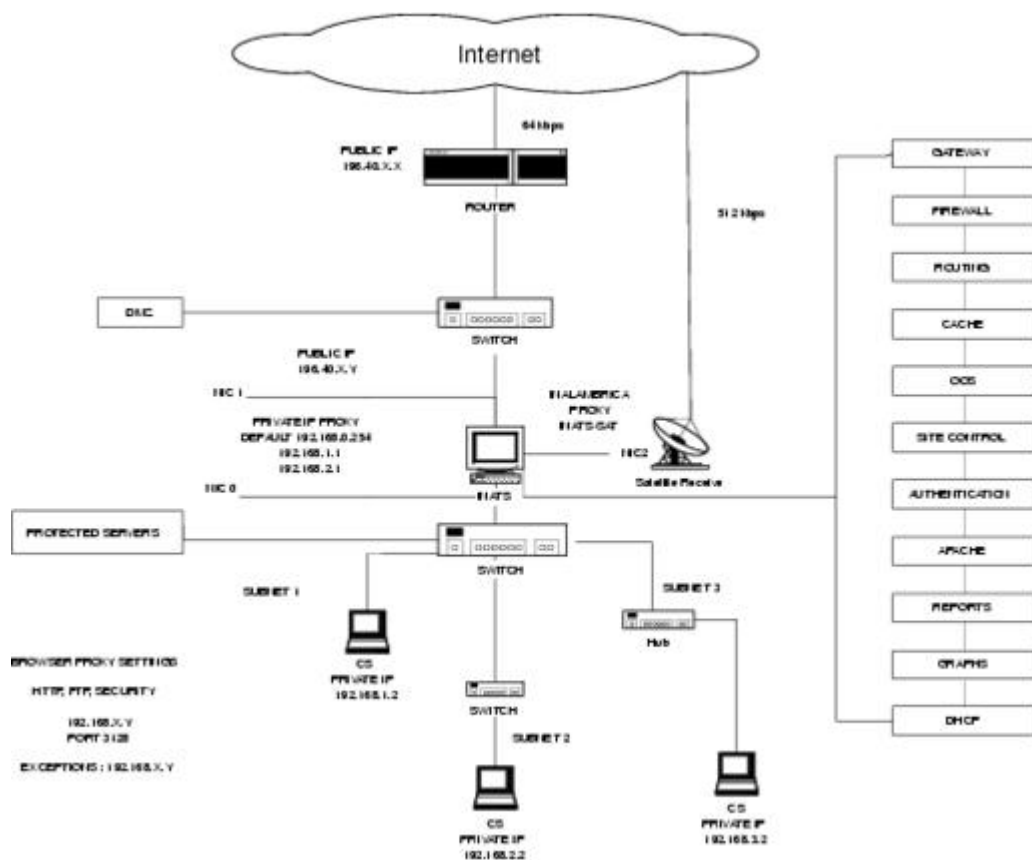 Internet
64 kbps
PUBLIC IP
196.40.X.X
ROUTER
512 kbps
GATEWAY
FIREWALL
ROUTING
CACHE
SITE CONTROL
AUTHENTICATION
APACHE
REPORTS
GRAPHS
DHCP
SWITCH
PUBLIC IP
196.40.X.Y
NIC 1
PRIVATE IP PROXY
DEFAULT 192.168.0.254
192.168.1.1
192.168.2.1
PROXY
NIC2
Satellite Receive
NIC 0
INATS
PROTECTED SERVERS
SWITCH
SUBNET 1
SUBNET 3
Hub
CS
PRIVATE IP
192.168.1.2
BROWSER PROXY SETTINGS
HTTP, FTP, SECURITY
192.168.X.Y
PORT 3128
EXCEPTIONS : 192.168.X.Y
SWITCH
SUBNET 2
CS
PRIVATE IP
192.168.2.2
CS
PRIVATE IP
192.168.3.2